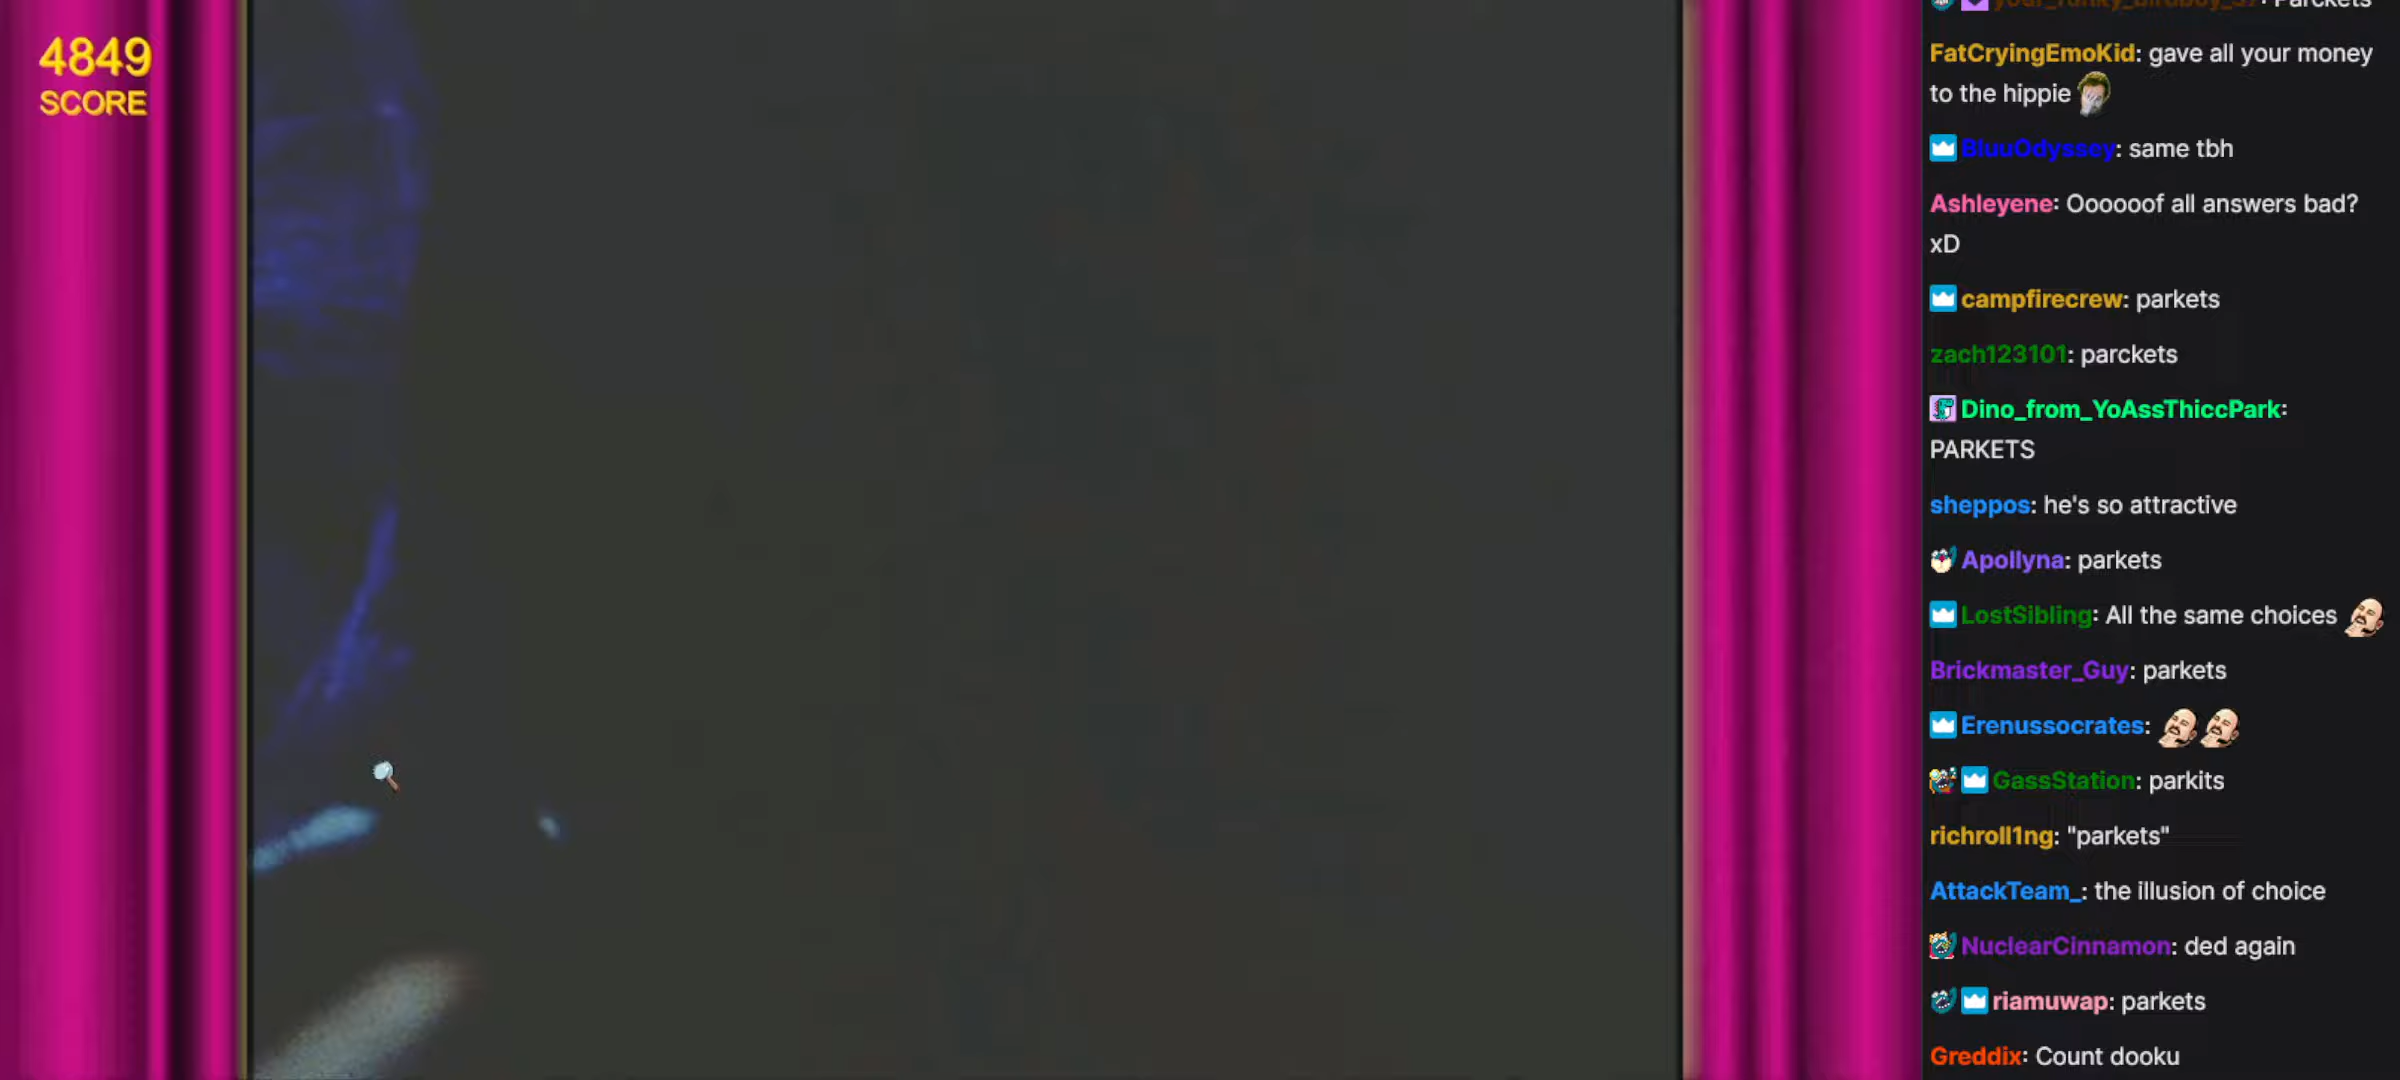 4849
SCORE
your_funky_birdboy_37: Parckets
FatCryingEmoKid: gave all your money
to the hippie
BluuOdyssey: same tbh
Ashleyene: Oooooof all answers bad?
xD
campfirecrew: parkets
zach123101: parckets
Dino_from_YoAssThiccPark:
PARKETS
sheppos: he's so attractive
Apollyna: parkets
LostSibling: All the same choices
Brickmaster_Guy: parkets
Erenussocrates:
GassStation: parkits
richroll1ng: "parkets"
AttackTeam_: the illusion of choice
NuclearCinnamon: ded again
riamuwap: parkets
Greddix: Count dooku